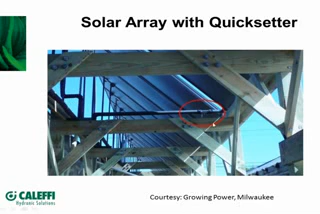 Solar Array with Quicksetter
CALEFFI
Hydronic Solutions
Courtesy: Growing Power, Milwaukee